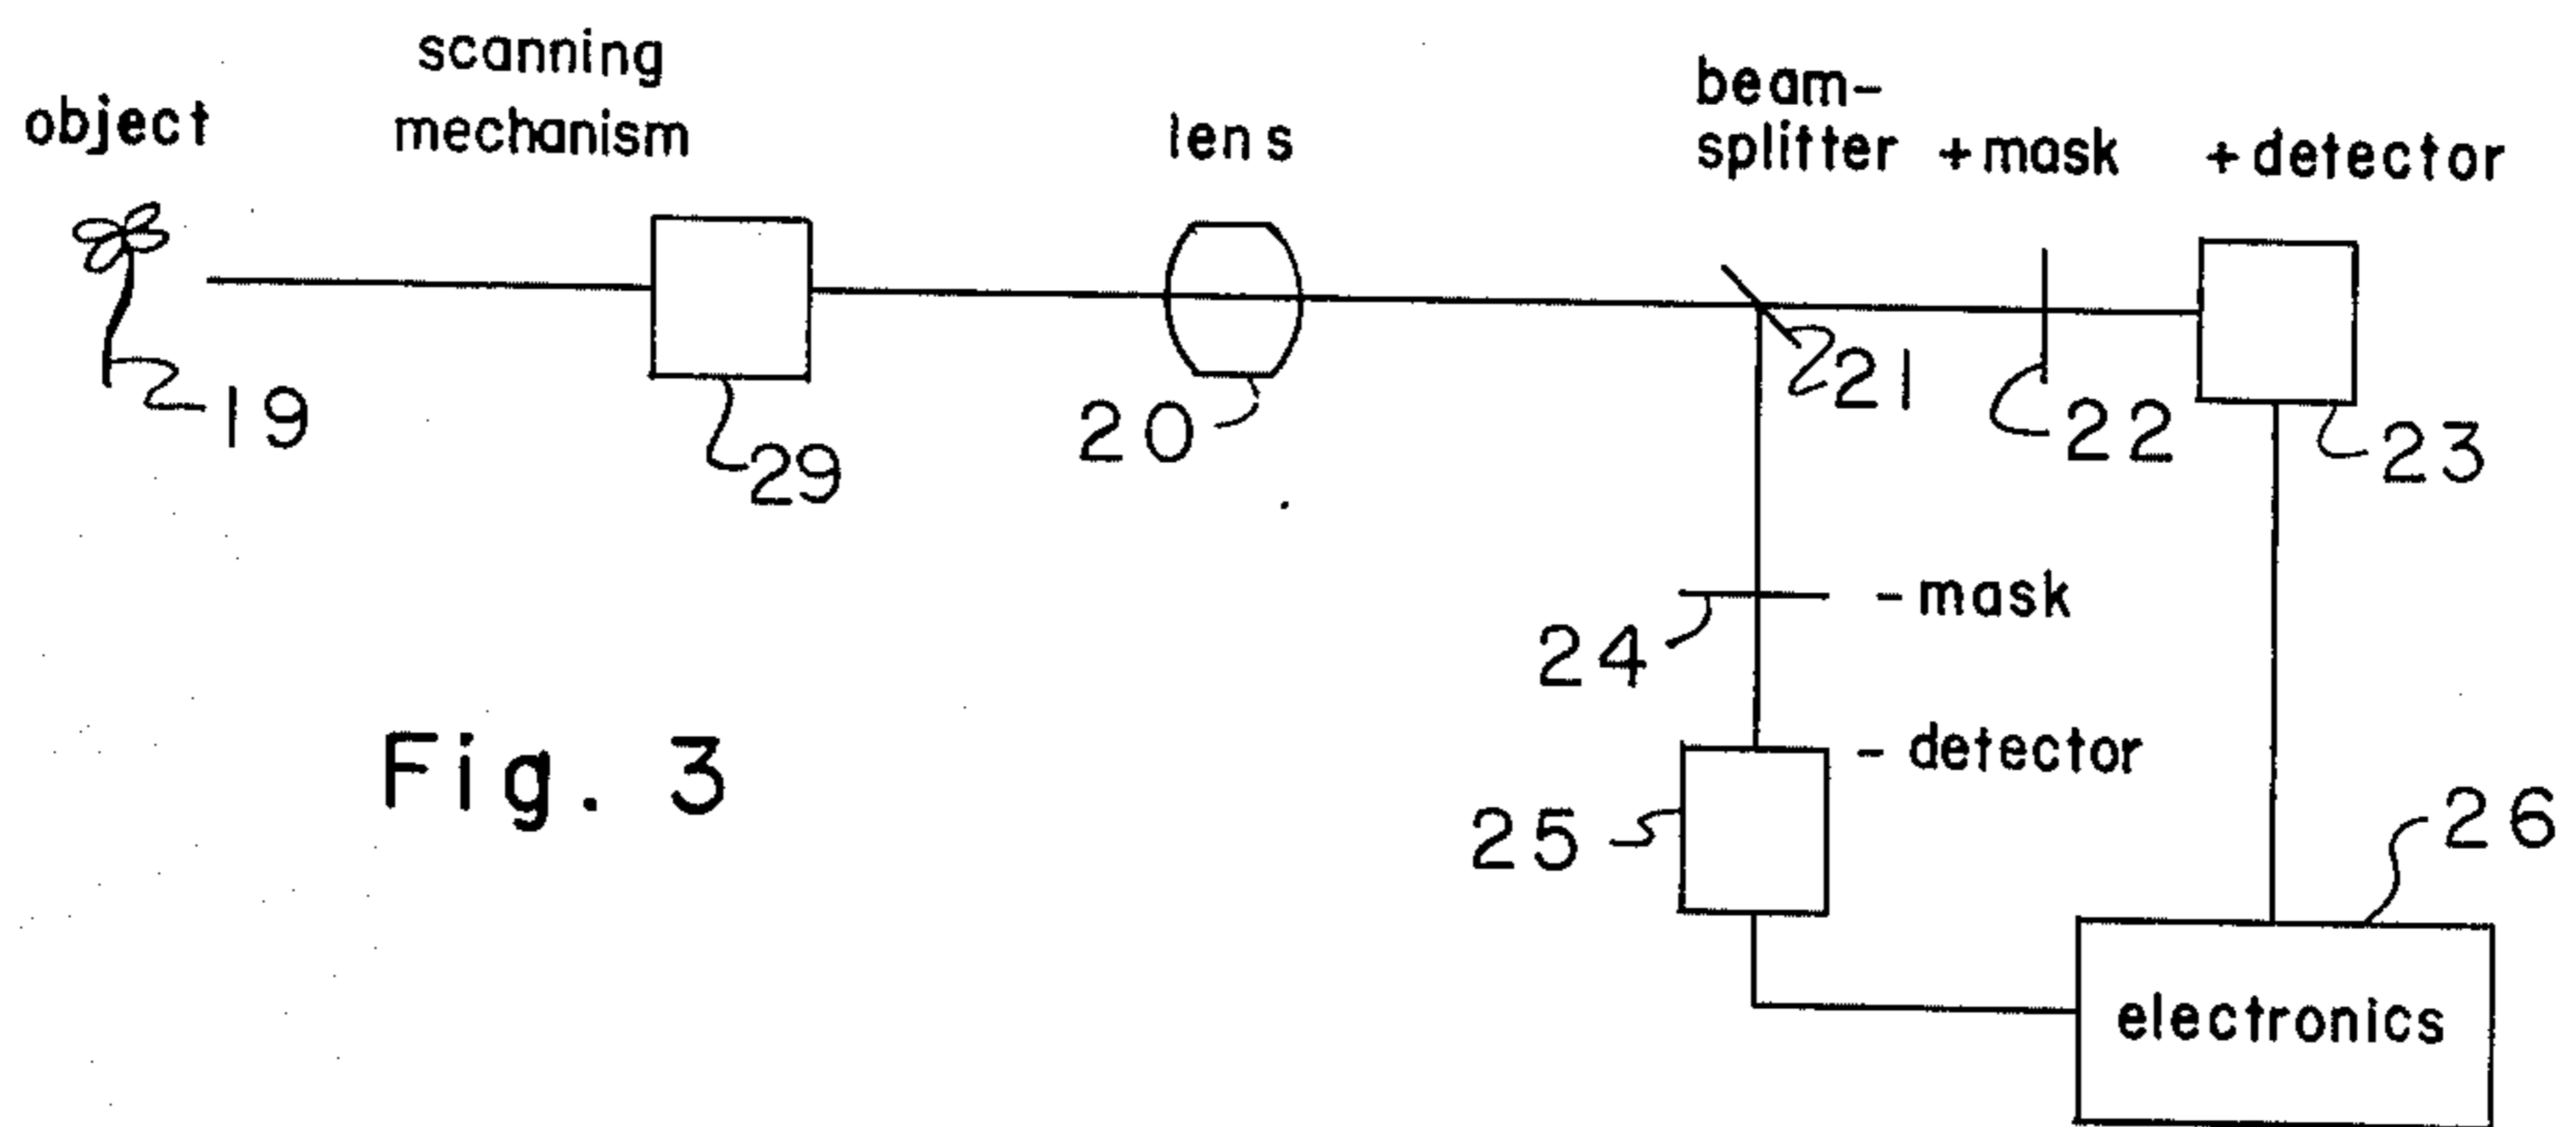 object
scanning
mechanism
lens
beam-
splitter
+mask
+detector
19
29
20
21
22
23
-mask
24
- detector
25
26
electronics
Fig. 3